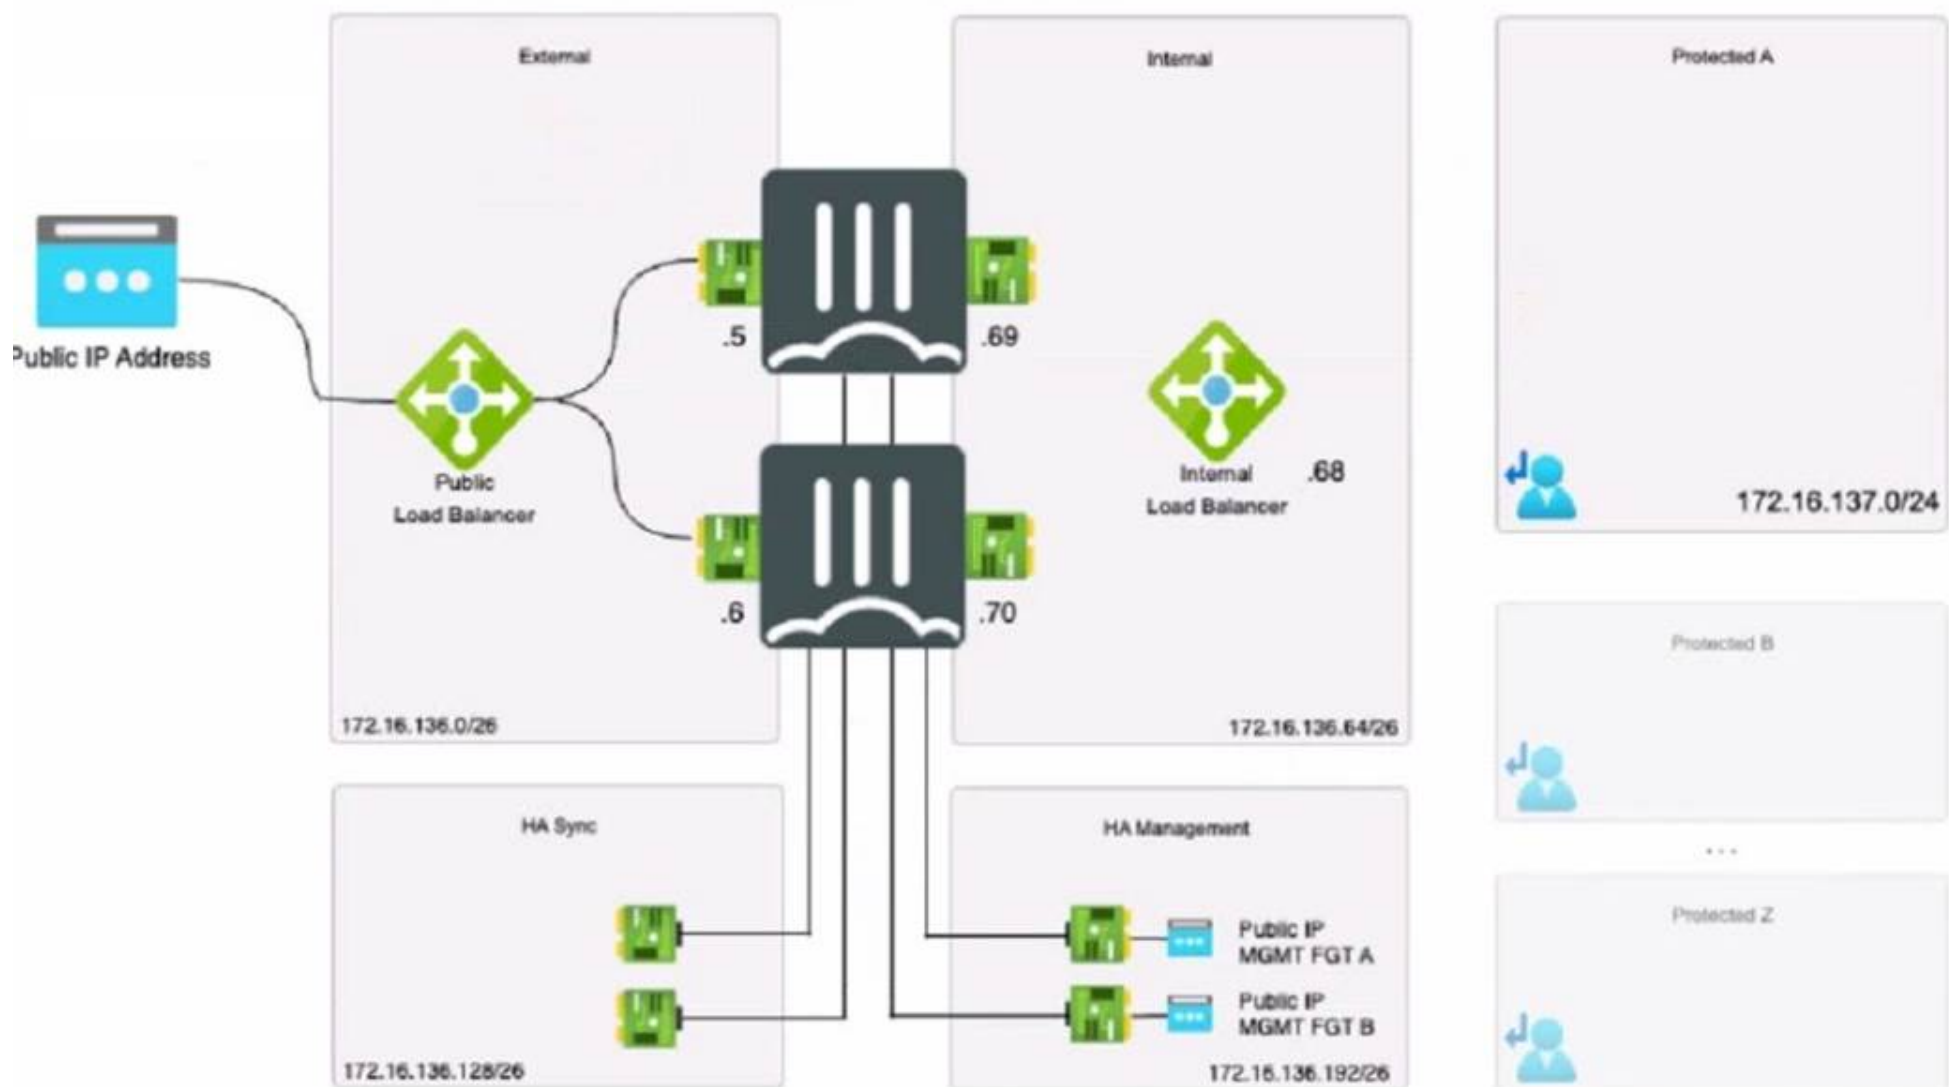 External
Internal
Protected A
.5
.69
Public IP Address
Public
Load Balancer
Internal
Load Balancer
.68
172.16.137.0/24
.6
.70
Protected B
172.16.136.0/26
172.16.136.64/26
HA Sync
HA Management
...
Protected Z
Public IP
MGMT FGT A
Public IP
MGMT FGT B
172.16.136.128/26
172.16.136.192/26